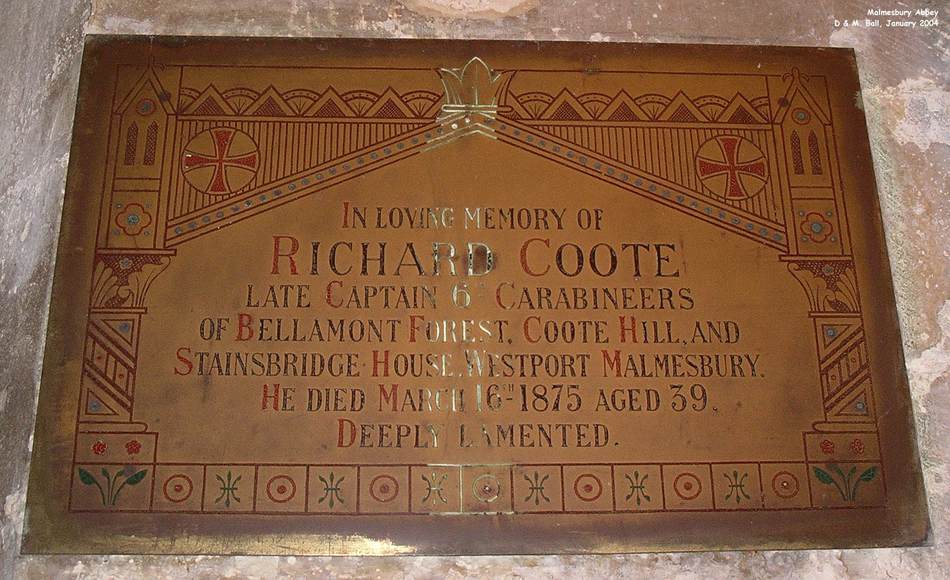 Malmesbury Abbey
D & M. Ball, January 2004
IN LOVING MEMORY OF
RICHARD COOTE
LATE CAPTAIN 6TH CARABINEERS
OF BELLAMONT FOREST, COOTE HILL, AND
STAINSBRIDGE HOUSE, WESTPORT MALMESBURY.
HE DIED MARCH 16TH 1875 AGED 39.
DEEPLY LAMENTED.